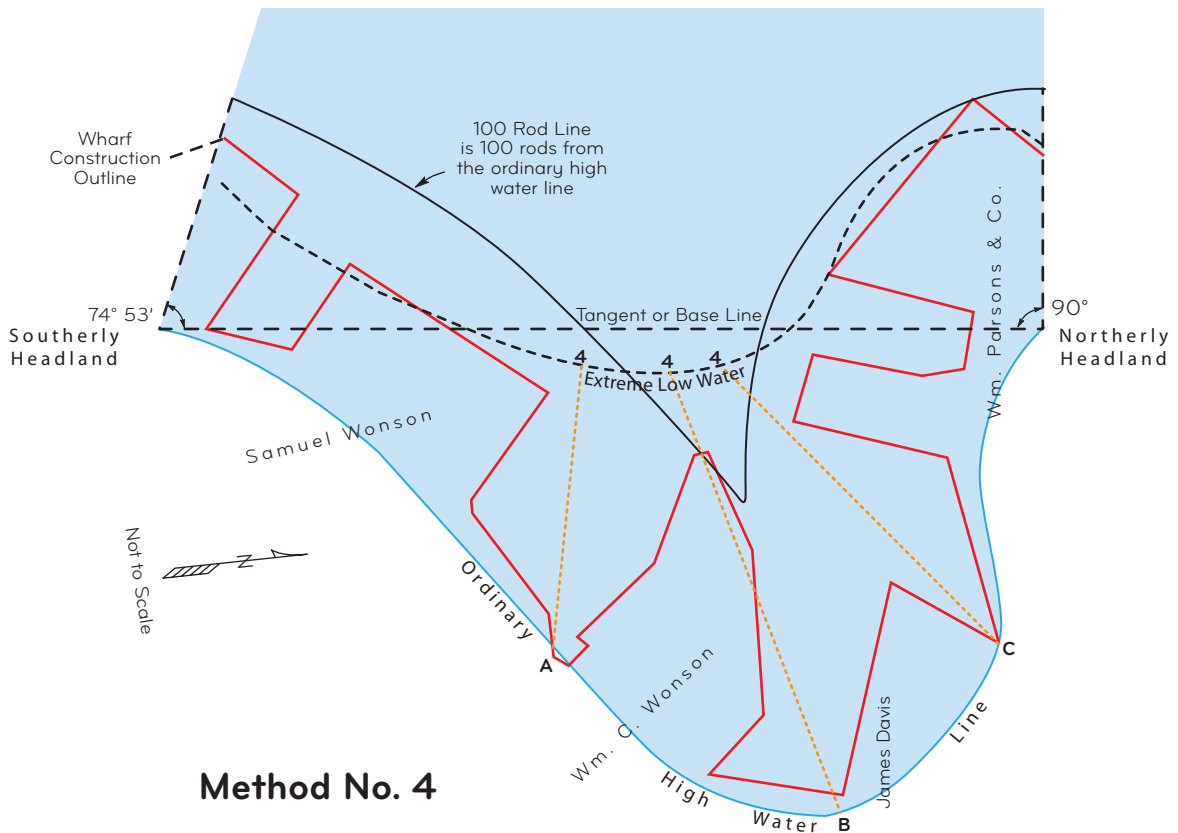 100 Rod Line
is 100 rods from
the ordinary high
water line
Wharf
Construction
Outline
Wm. Parsons & Co.
74° 53'
Tangent or Base Line
90°
Southerly
Headland
Northerly
Headland
4 4 4
Extreme Low Water
Samuel Wonson
Not to Scale
N
Ordinary
A
C
Wm. C. Wonson
James Davis
Line
High
Water
B
Method No. 4